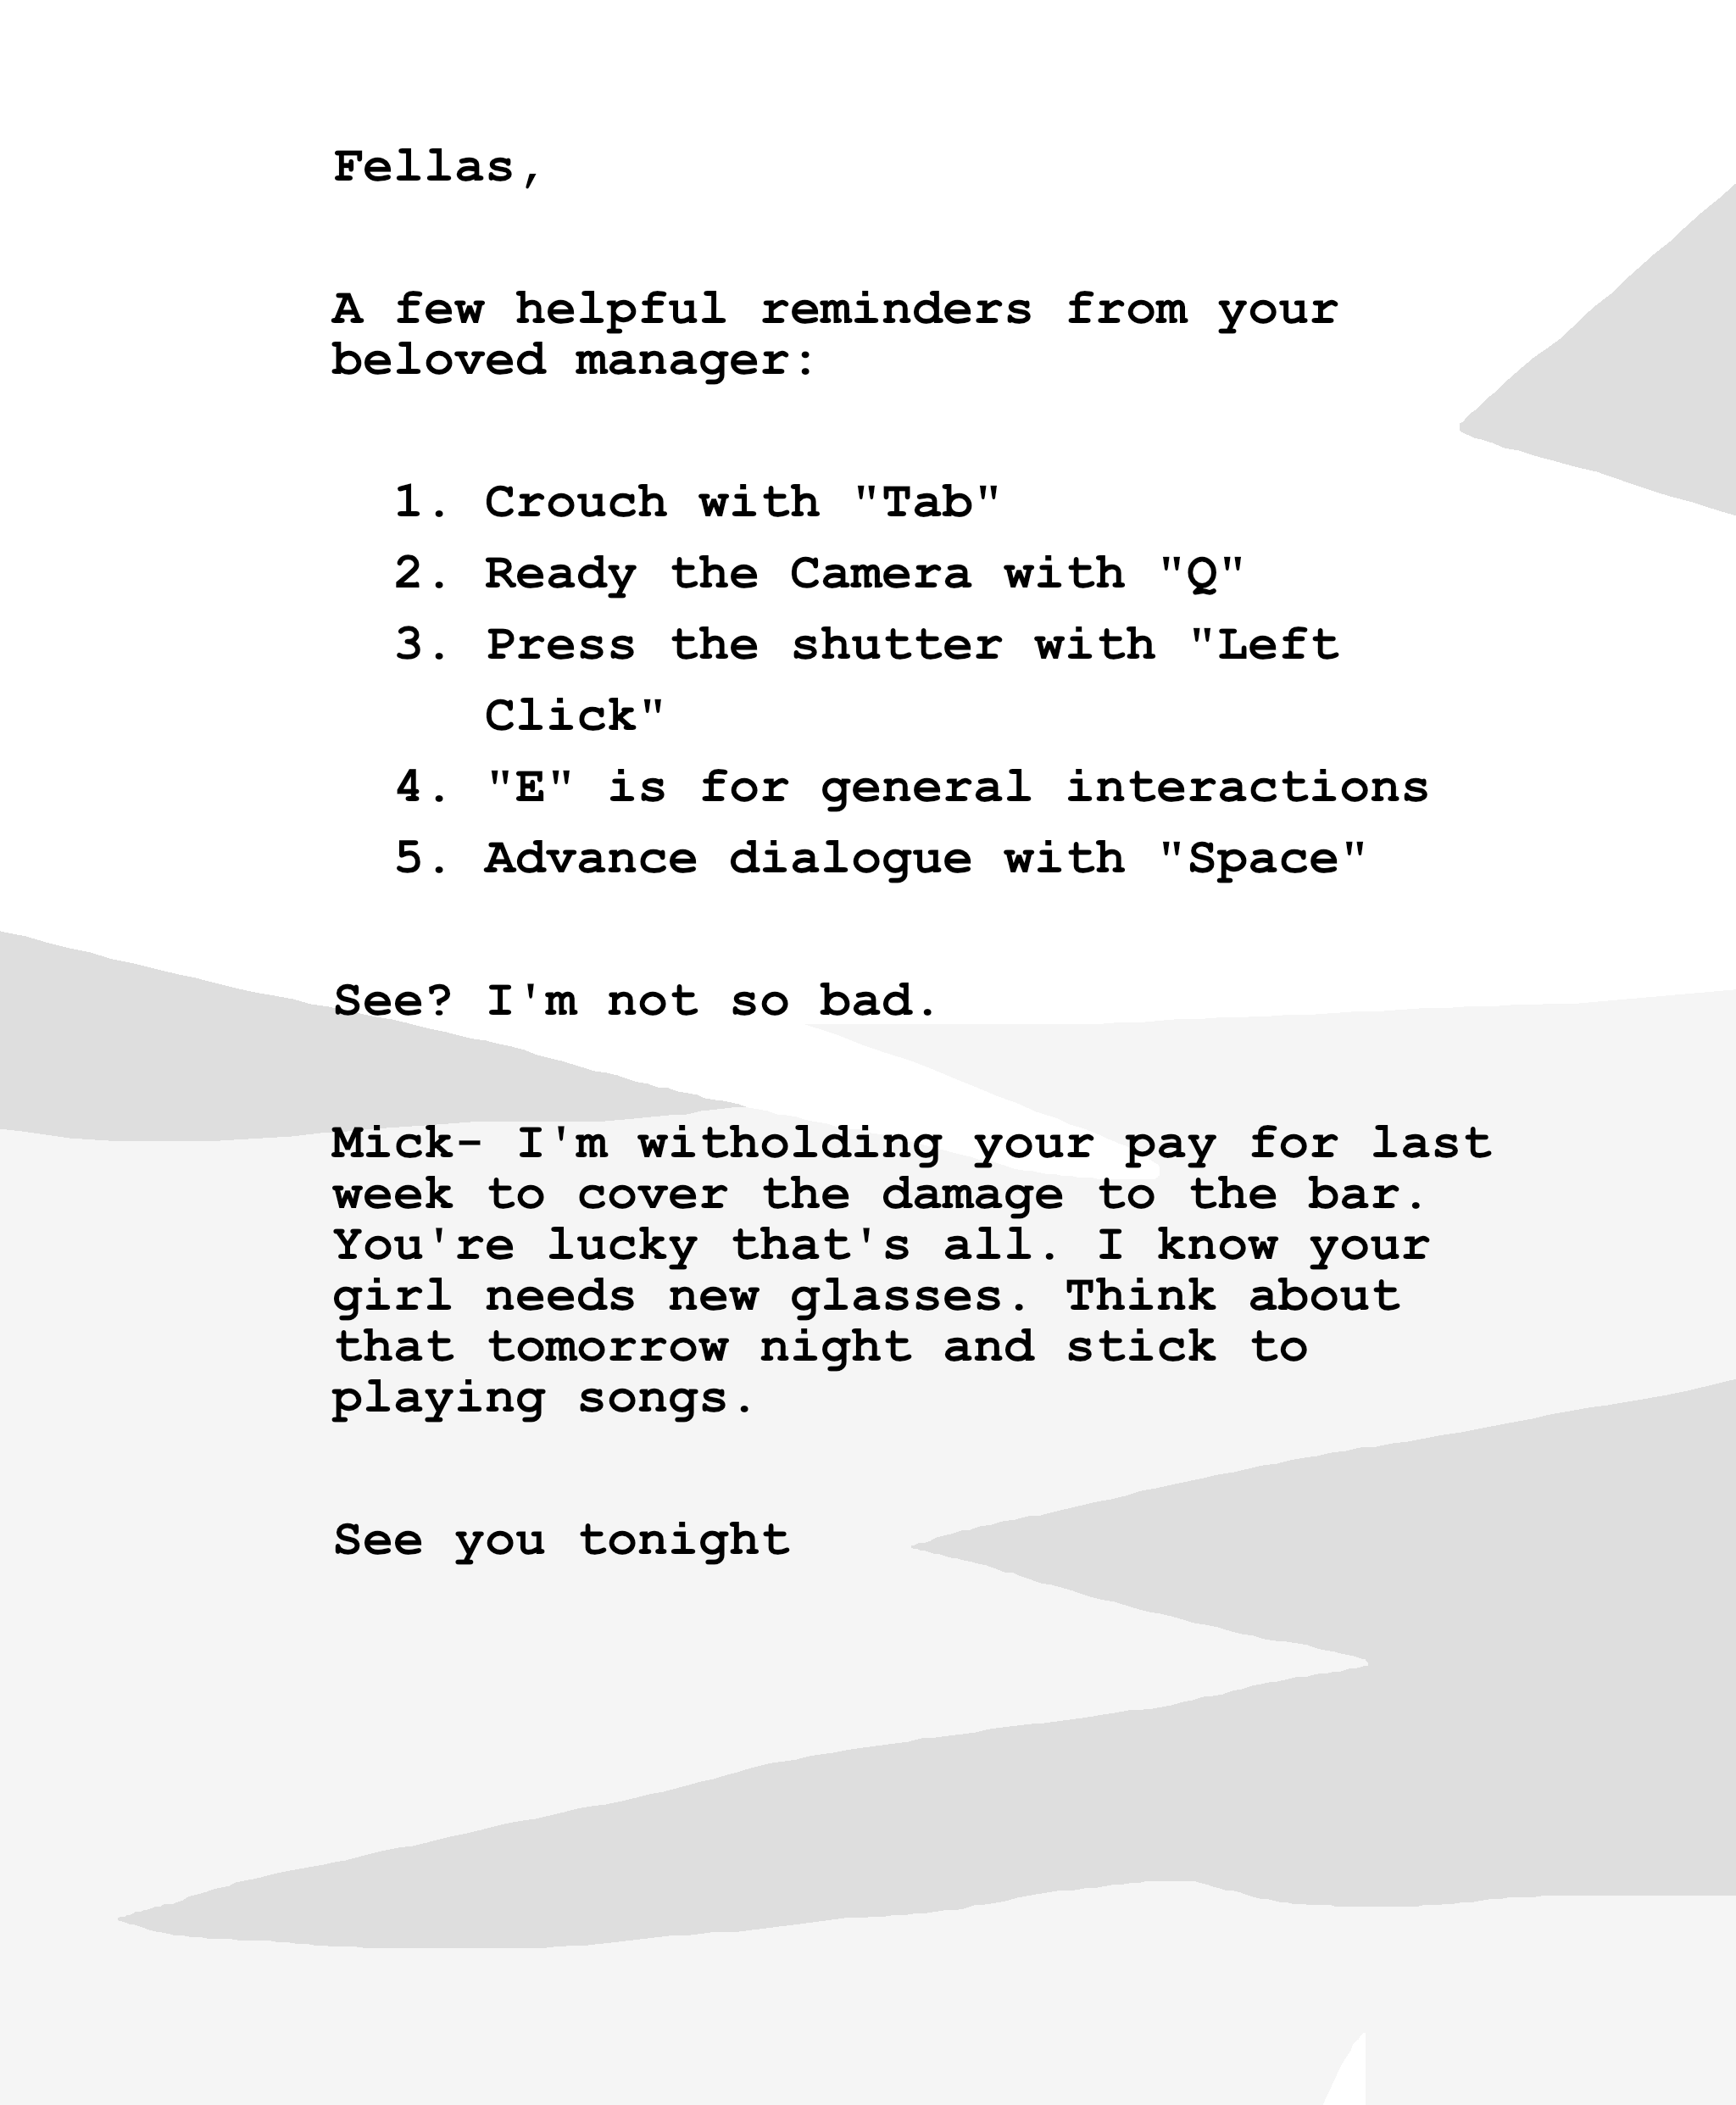 Fellas,
A few helpful reminders from your
beloved manager:
1. Crouch with "Tab"
2. Ready the Camera with "Q"
3. Press the shutter with "Left
Click"
4. "E" is for general interactions
5. Advance dialogue with "Space"
See? I'm not so bad.
Mick- I'm witholding your pay for last
week to cover the damage to the bar.
You're lucky that's all. I know your
girl needs new glasses. Think about
that tomorrow night and stick to
playing songs.
See you tonight